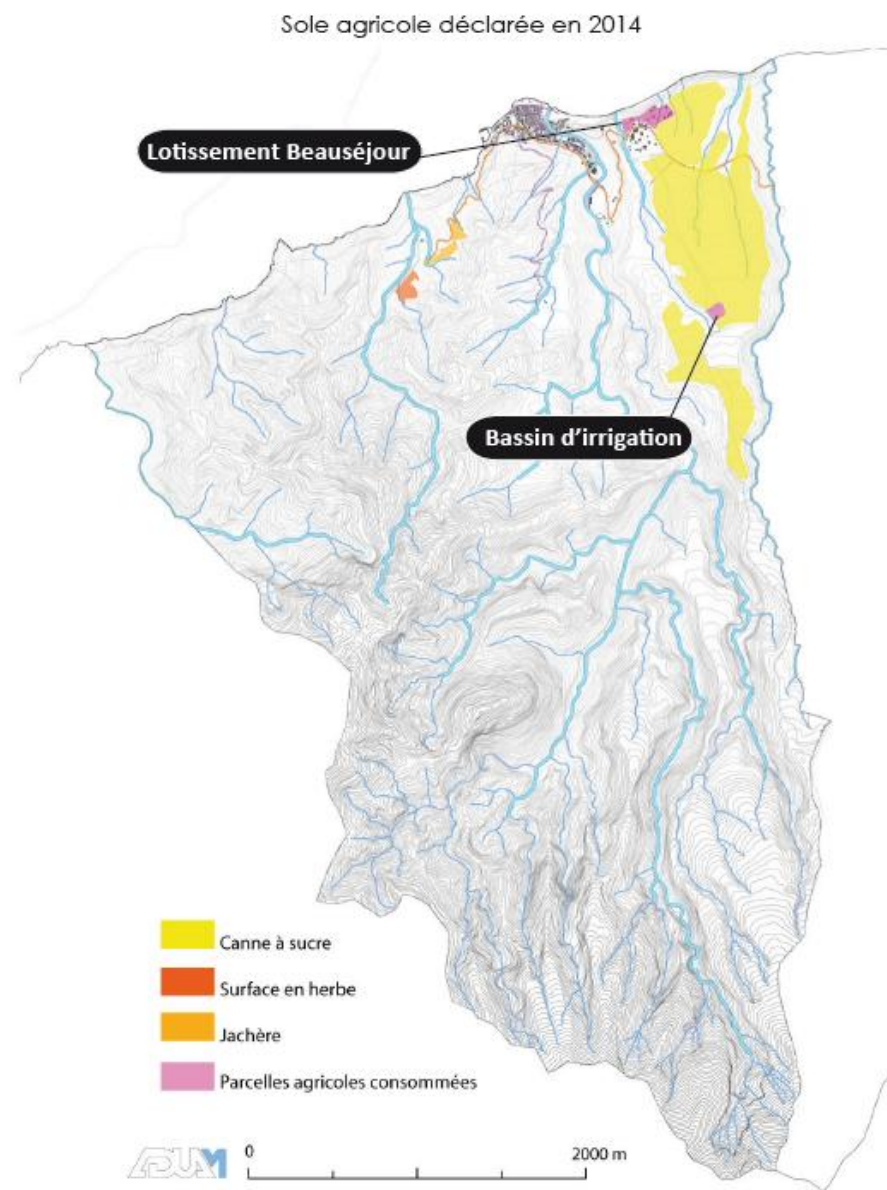 Sole agricole déclarée en 2014
Lotissement Beauséjour
Bassin d'irrigation
Canne à sucre
Surface en herbe
Jachère
Parcelles agricoles consommées
ADUAM
0
2000 m